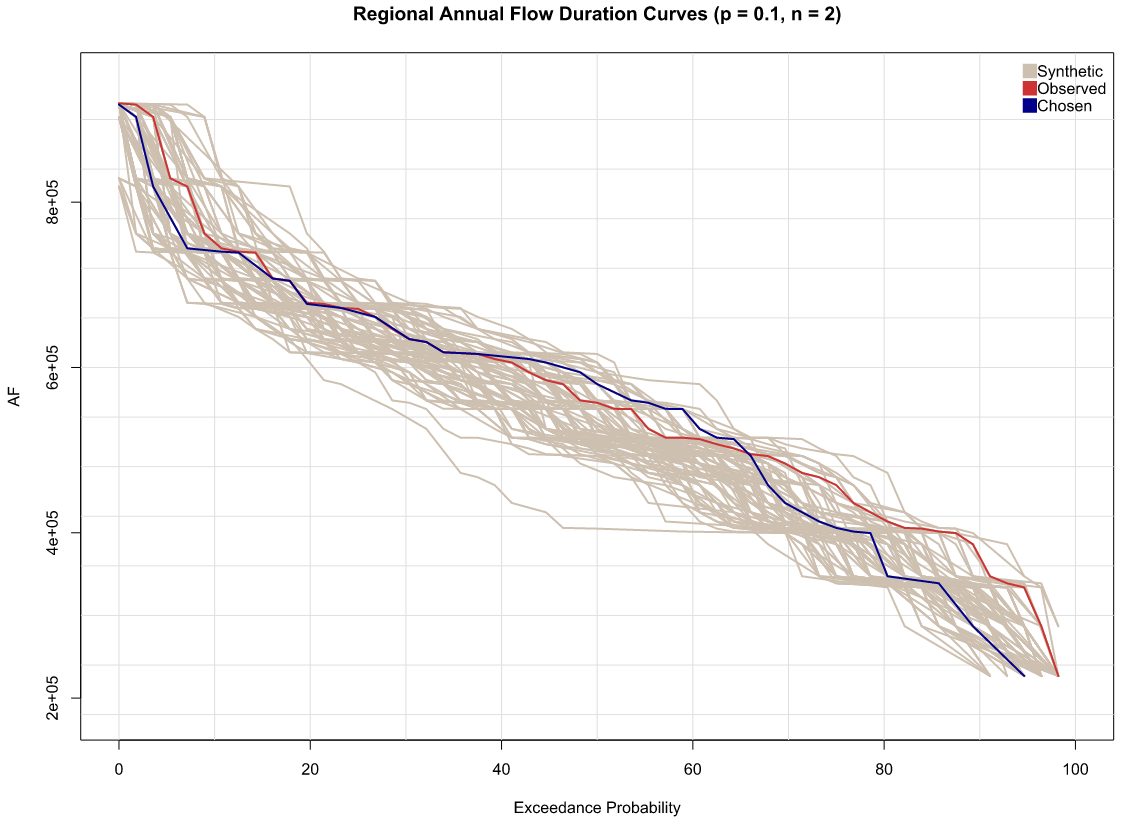 Regional Annual Flow Duration Curves (p = 0.1, n = 2)
Synthetic
Observed
Chosen
AF
8e+05
6e+05
4e+05
2e+05
0 20 40 60 80 100
Exceedance Probability